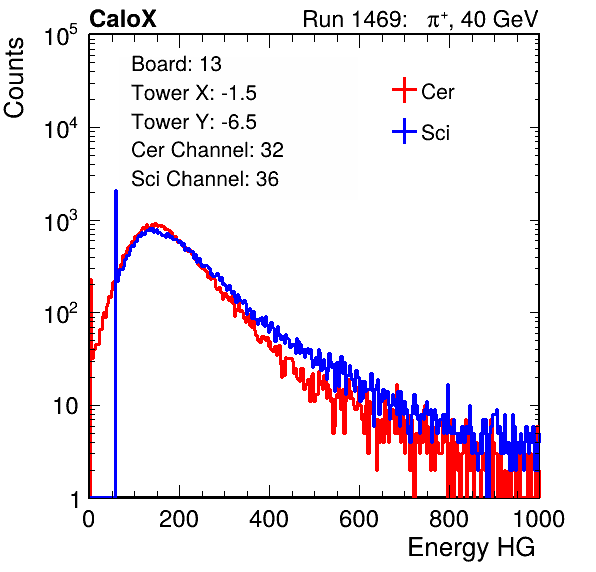 CaloX Run 1469: π⁺, 40 GeV
Counts
Board: 13
Tower X: -1.5
Tower Y: -6.5
Cer Channel: 32
Sci Channel: 36
Cer
Sci
10⁵
10⁴
10³
10²
10
1
0 200 400 600 800 1000
Energy HG